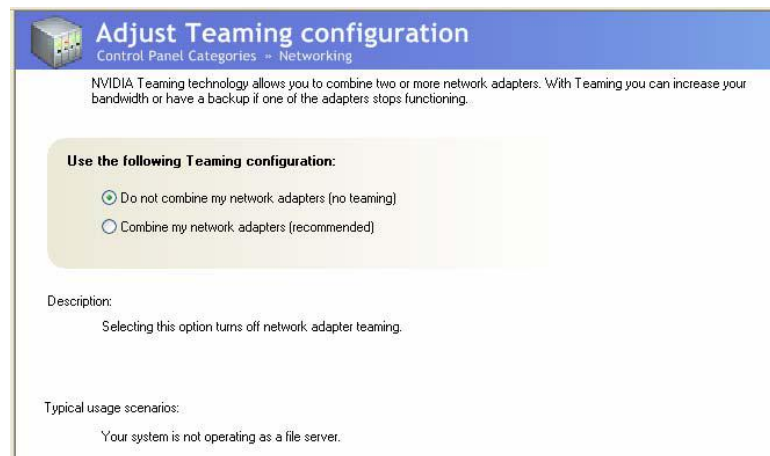 Adjust Teaming configuration
Control Panel Categories - Networking
NVIDIA Teaming technology allows you to combine two or more network adapters. With Teaming you can increase your
bandwidth or have a backup if one of the adapters stops functioning.
Use the following Teaming configuration:
Do not combine my network adapters (no teaming)
Combine my network adapters (recommended)
Description:
Selecting this option turns off network adapter teaming.
Typical usage scenarios:
Your system is not operating as a file server.